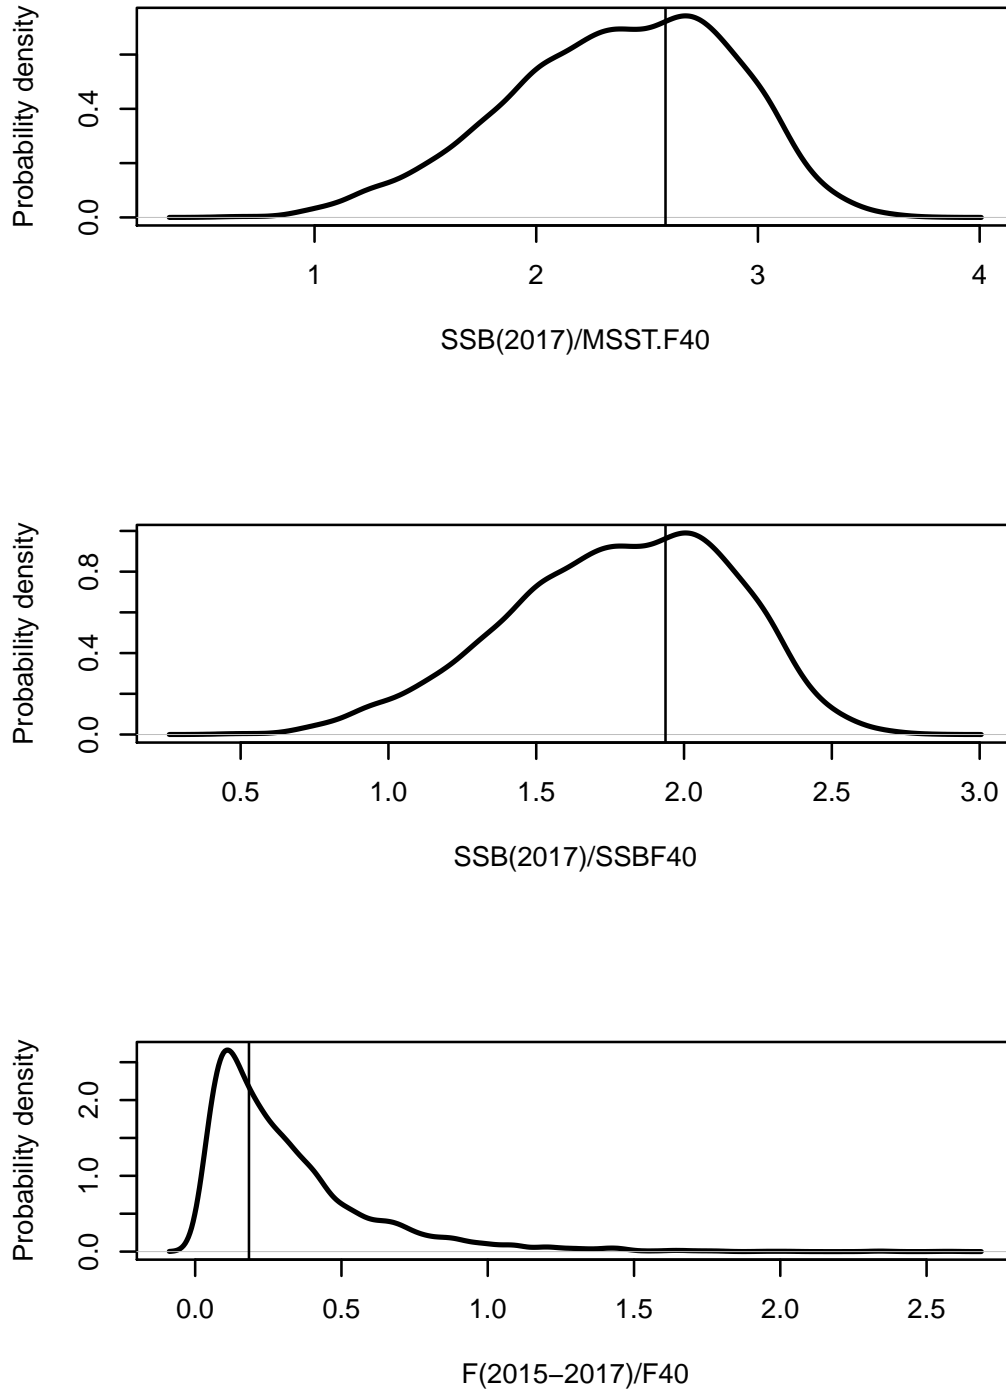 Probability density
0.0 0.4
1 2 3 4
SSB(2017)/MSST.F40
Probability density
0.0 0.4 0.8
0.5 1.0 1.5 2.0 2.5 3.0
SSB(2017)/SSBF40
Probability density
0.0 1.0 2.0
0.0 0.5 1.0 1.5 2.0 2.5
F(2015−2017)/F40